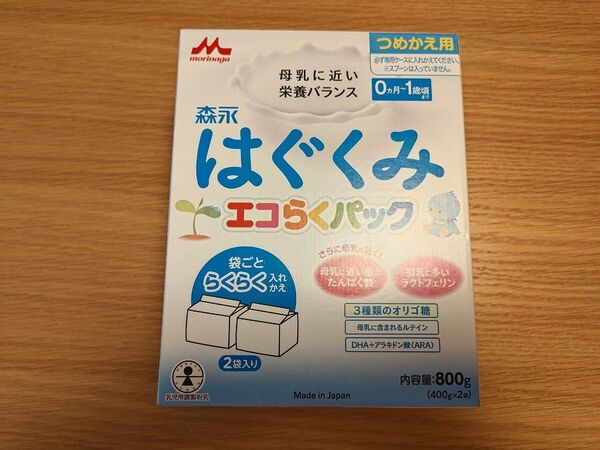 morinaga
つめかえ用
必ず専用ケースに入れかえてください。
※スプーンは入っていません。
母乳に近い
栄養バランス
0ヵ月~1歳頃まで
森永
はぐくみ
エコらくパック
さらに母乳に近く!
袋ごと
らくらく入れかえ
母乳に近い量の
たんぱく質
初乳に多い
ラクトフェリン
3種類のオリゴ糖
母乳に含まれるルテイン
DHA+アラキドン酸(ARA)
2袋入り
内容量:800g
(400g×2袋)
乳児用調製粉乳
Made in Japan